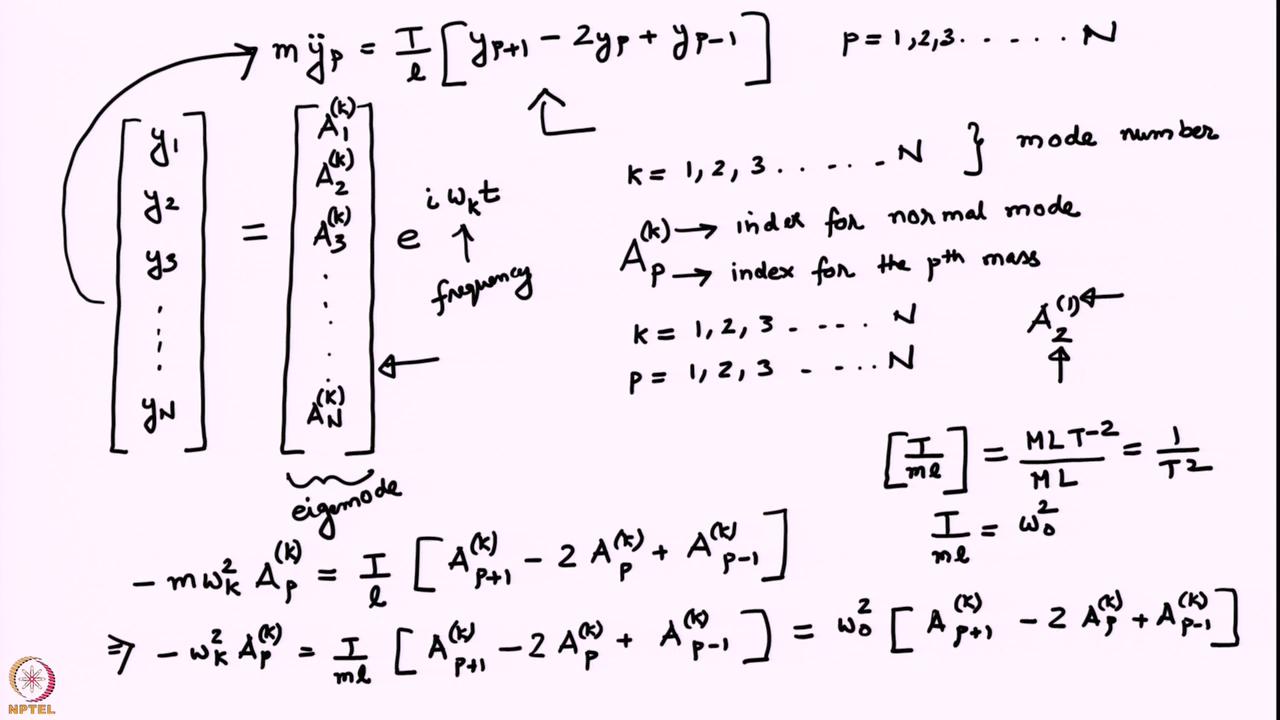 m ÿ_p = T/l [ y_{p+1} − 2y_p + y_{p−1} ] p = 1,2,3.....N
[ y_1 y_2 y_3 ⋮ y_N ] = [ A_1^{(k)} A_2^{(k)} A_3^{(k)} ⋮ A_N^{(k)} ] e^{iω_k t}
frequency
eigemode
k = 1, 2, 3 ..... N } mode number
A_p^{(k)} → index for normal mode
→ index for the pth mass
k = 1, 2, 3 ..... N
p = 1, 2, 3 ..... N
A_2^{(1)}
[ T/ml ] = MLT^{−2}/ML = 1/T^2
T/ml = ω_0^2
− mω_k^2 A_p^{(k)} = T/l [ A_{p+1}^{(k)} − 2 A_p^{(k)} + A_{p−1}^{(k)} ]
⇒ − ω_k^2 A_p^{(k)} = T/ml [ A_{p+1}^{(k)} − 2 A_p^{(k)} + A_{p−1}^{(k)} ] = ω_0^2 [ A_{p+1}^{(k)} − 2 A_p^{(k)} + A_{p−1}^{(k)} ]
NPTEL